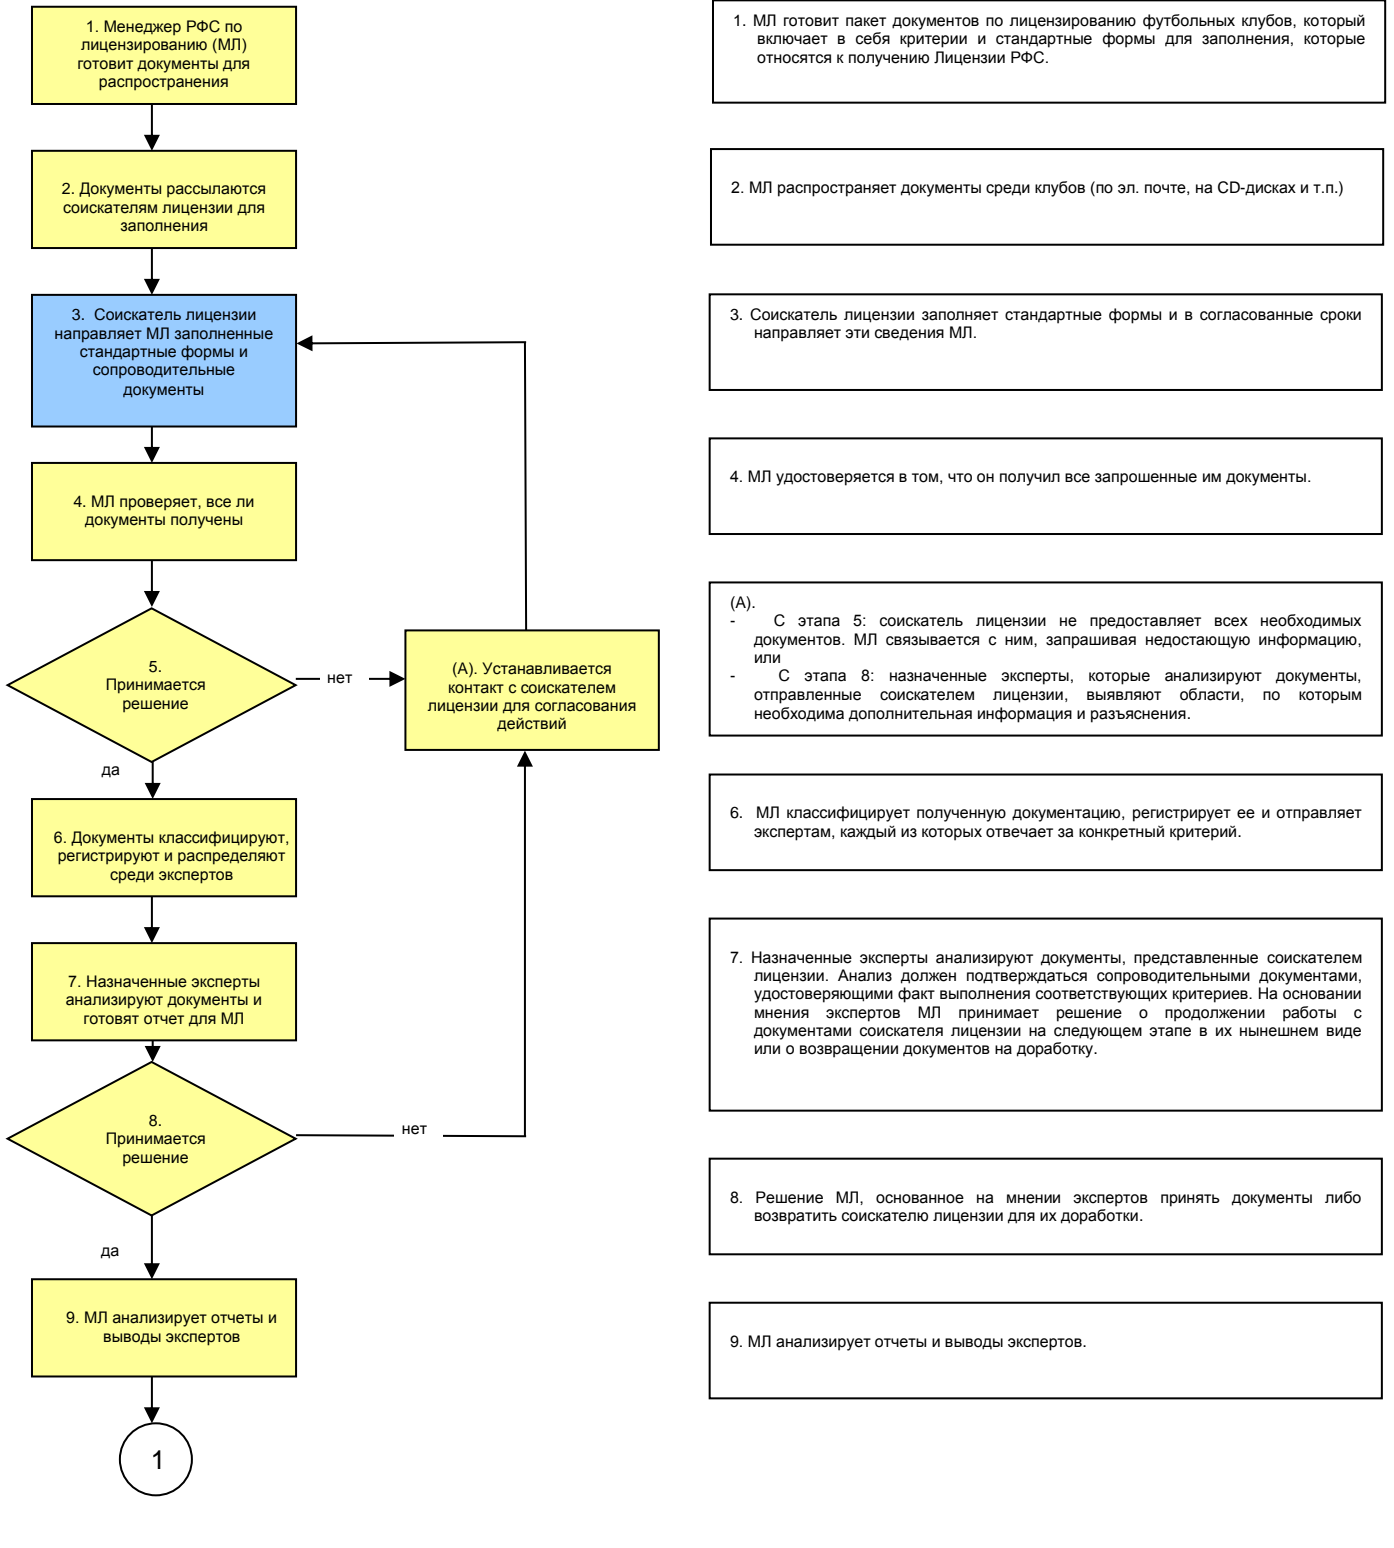 1. Менеджер РФС по
лицензированию (МЛ)
готовит документы для
распространения
1. МЛ готовит пакет документов по лицензированию футбольных клубов, который
включает в себя критерии и стандартные формы для заполнения, которые
относятся к получению Лицензии РФС.
2. Документы рассылаются
соискателям лицензии для
заполнения
2. МЛ распространяет документы среди клубов (по эл. почте, на CD-дисках и т.п.)
3. Соискатель лицензии
направляет МЛ заполненные
стандартные формы и
сопроводительные
документы
3. Соискатель лицензии заполняет стандартные формы и в согласованные сроки
направляет эти сведения МЛ.
4. МЛ проверяет, все ли
документы получены
4. МЛ удостоверяется в том, что он получил все запрошенные им документы.
5.
Принимается
решение
нет
да
(А). Устанавливается
контакт с соискателем
лицензии для согласования
действий
(А).
- С этапа 5: соискатель лицензии не предоставляет всех необходимых
документов. МЛ связывается с ним, запрашивая недостающую информацию,
или
- С этапа 8: назначенные эксперты, которые анализируют документы,
отправленные соискателем лицензии, выявляют области, по которым
необходима дополнительная информация и разъяснения.
6. Документы классифицируют,
регистрируют и распределяют
среди экспертов
6. МЛ классифицирует полученную документацию, регистрирует ее и отправляет
экспертам, каждый из которых отвечает за конкретный критерий.
7. Назначенные эксперты
анализируют документы и
готовят отчет для МЛ
7. Назначенные эксперты анализируют документы, представленные соискателем
лицензии. Анализ должен подтверждаться сопроводительными документами,
удостоверяющими факт выполнения соответствующих критериев. На основании
мнения экспертов МЛ принимает решение о продолжении работы с
документами соискателя лицензии на следующем этапе в их нынешнем виде
или о возвращении документов на доработку.
8.
Принимается
решение
нет
да
8. Решение МЛ, основанное на мнении экспертов принять документы либо
возвратить соискателю лицензии для их доработки.
9. МЛ анализирует отчеты и
выводы экспертов
9. МЛ анализирует отчеты и выводы экспертов.
1